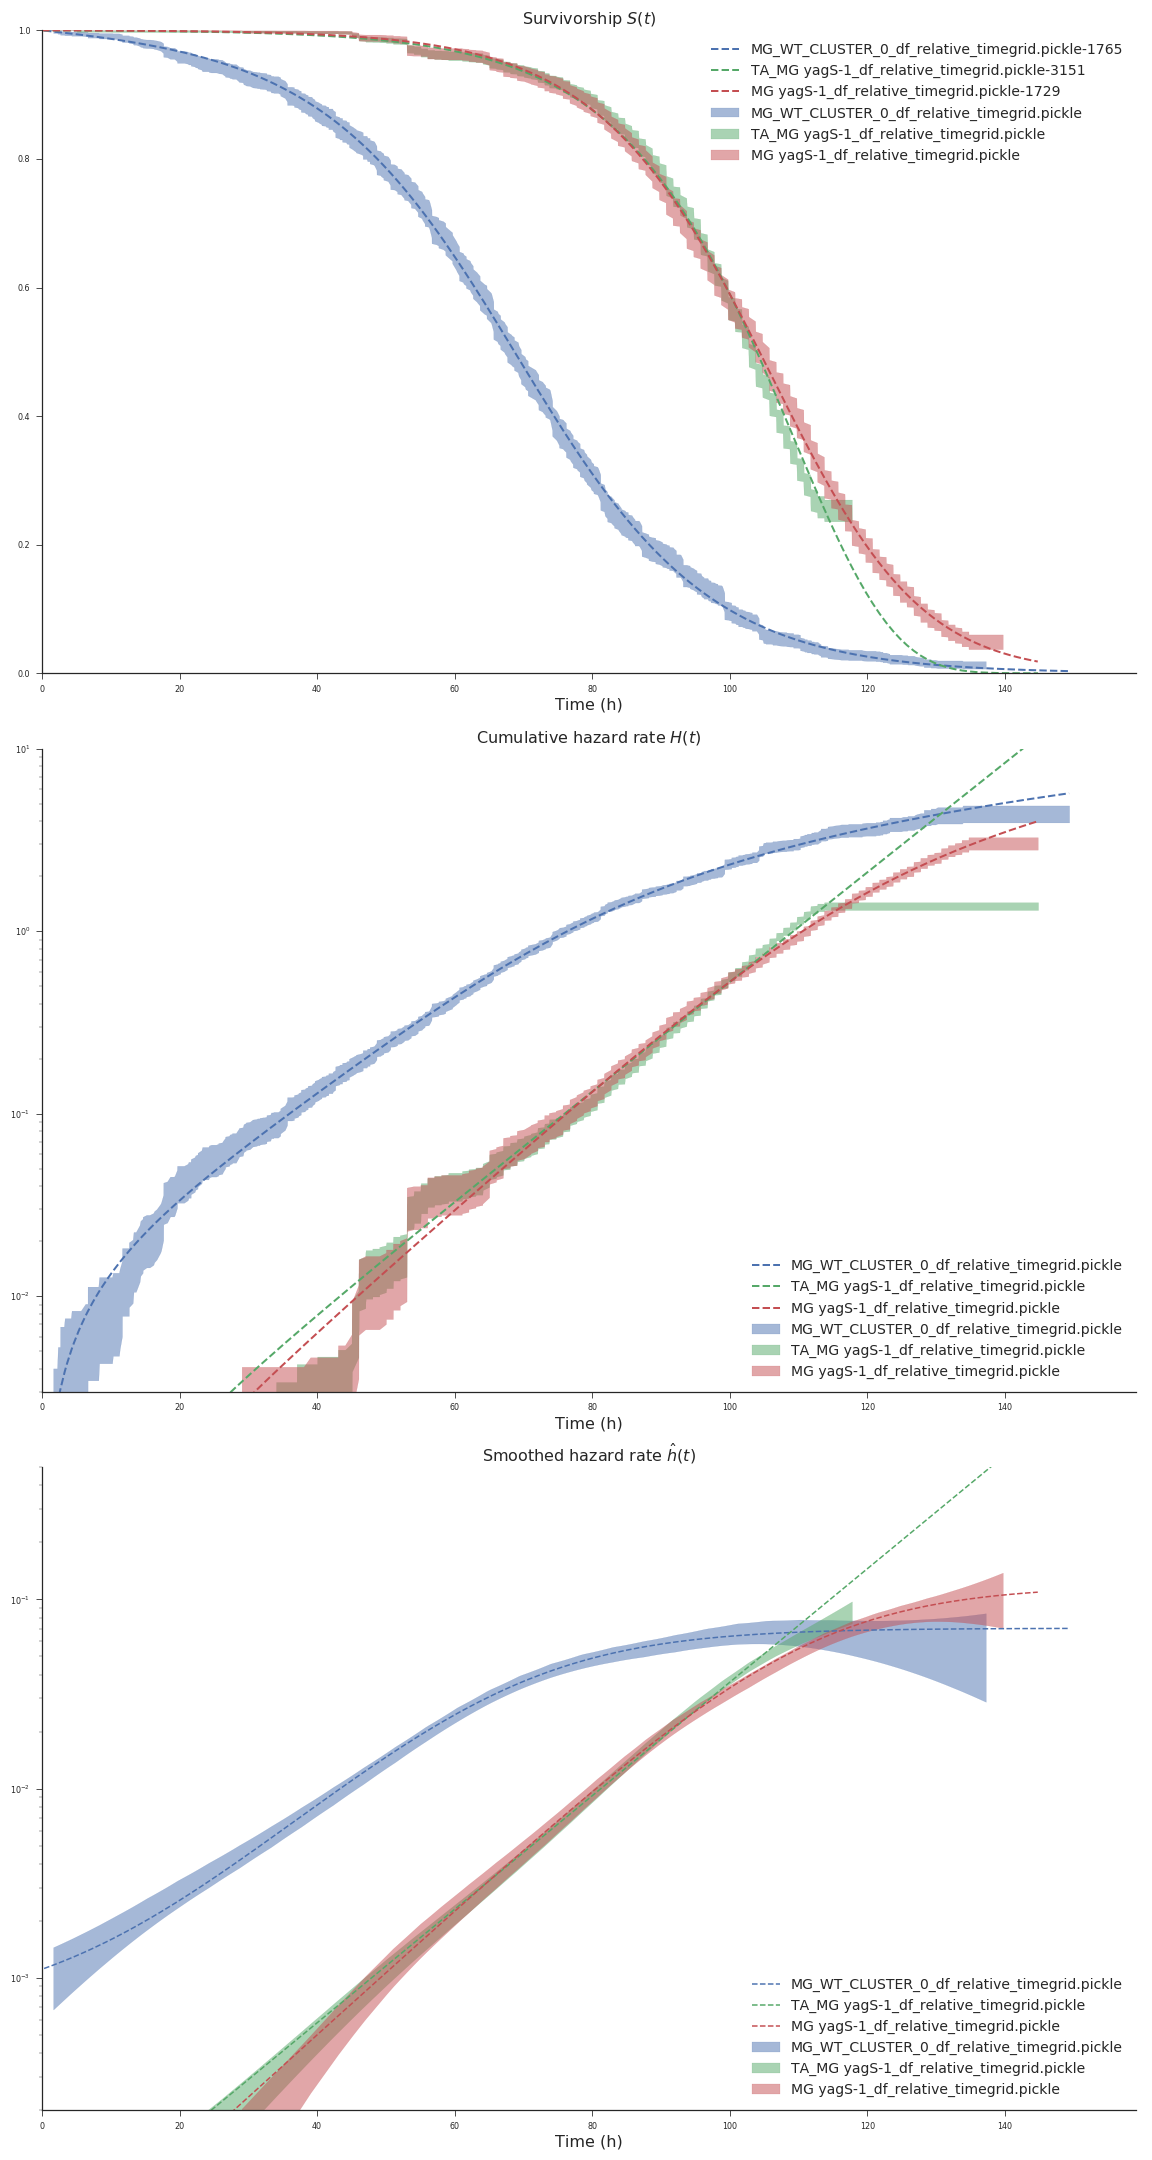 Survivorship S(t)
1.0
0.8
0.6
0.4
0.2
0.0
MG_WT_CLUSTER_0_df_relative_timegrid.pickle-1765
TA_MG yagS-1_df_relative_timegrid.pickle-3151
MG yagS-1_df_relative_timegrid.pickle-1729
MG_WT_CLUSTER_0_df_relative_timegrid.pickle
TA_MG yagS-1_df_relative_timegrid.pickle
MG yagS-1_df_relative_timegrid.pickle
0 20 40 60 80 100 120 140
Time (h)
Cumulative hazard rate H(t)
10¹
10⁰
10⁻¹
10⁻²
MG_WT_CLUSTER_0_df_relative_timegrid.pickle
TA_MG yagS-1_df_relative_timegrid.pickle
MG yagS-1_df_relative_timegrid.pickle
MG_WT_CLUSTER_0_df_relative_timegrid.pickle
TA_MG yagS-1_df_relative_timegrid.pickle
MG yagS-1_df_relative_timegrid.pickle
0 20 40 60 80 100 120 140
Time (h)
Smoothed hazard rate ĥ(t)
10⁻¹
10⁻²
10⁻³
MG_WT_CLUSTER_0_df_relative_timegrid.pickle
TA_MG yagS-1_df_relative_timegrid.pickle
MG yagS-1_df_relative_timegrid.pickle
MG_WT_CLUSTER_0_df_relative_timegrid.pickle
TA_MG yagS-1_df_relative_timegrid.pickle
MG yagS-1_df_relative_timegrid.pickle
0 20 40 60 80 100 120 140
Time (h)